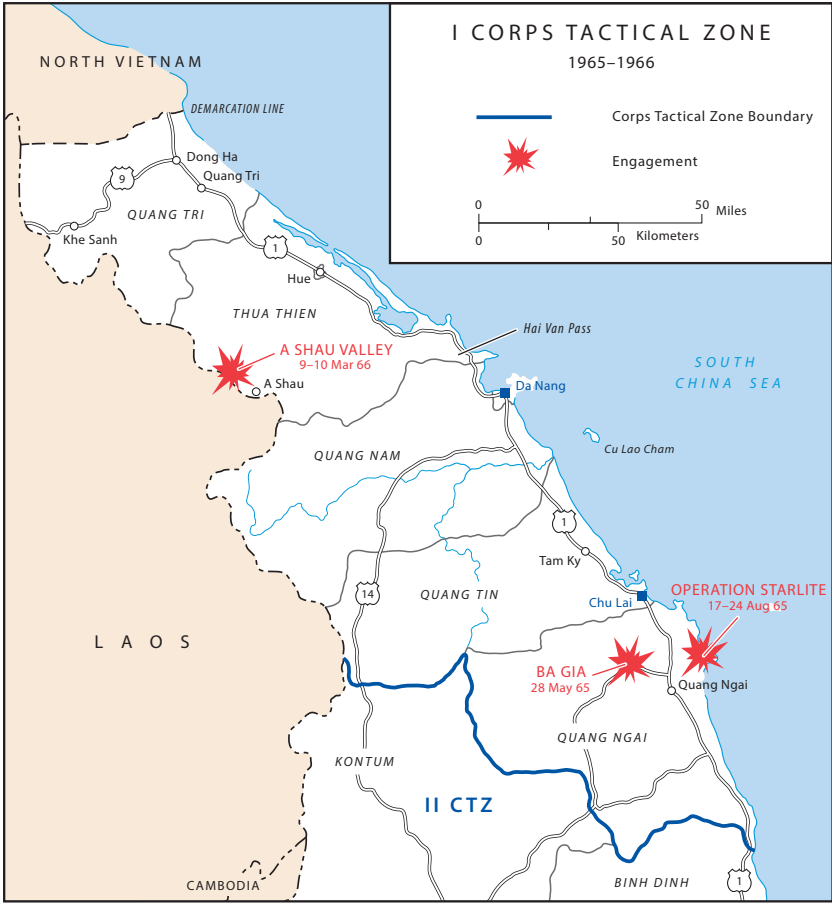 I CORPS TACTICAL ZONE
1965–1966
Corps Tactical Zone Boundary
Engagement
0
50
Miles
0
50
Kilometers
NORTH VIETNAM
DEMARCATION LINE
Dong Ha
9
Quang Tri
QUANG TRI
Khe Sanh
1
Hue
THUA THIEN
Hai Van Pass
A SHAU VALLEY
9–10 Mar 66
A Shau
SOUTH
CHINA SEA
Da Nang
QUANG NAM
Cu Lao Cham
1
Tam Ky
14
QUANG TIN
Chu Lai
OPERATION STARLITE
17–24 Aug 65
LAOS
BA GIA
28 May 65
Quang Ngai
QUANG NGAI
KONTUM
II CTZ
CAMBODIA
BINH DINH
1